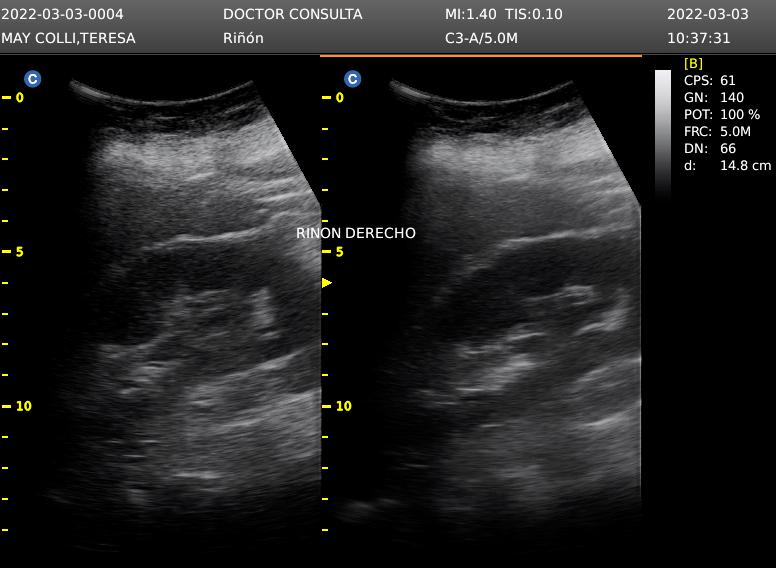 2022-03-03-0004 DOCTOR CONSULTA MI:1.40 TIS:0.10 2022-03-03
MAY COLLI,TERESA Riñón C3-A/5.0M 10:37:31
[B]
C C
CPS: 61
0 0
GN: 140
POT: 100 %
FRC: 5.0M
DN: 66
d: 14.8 cm
RINON DERECHO
5 5
10 10